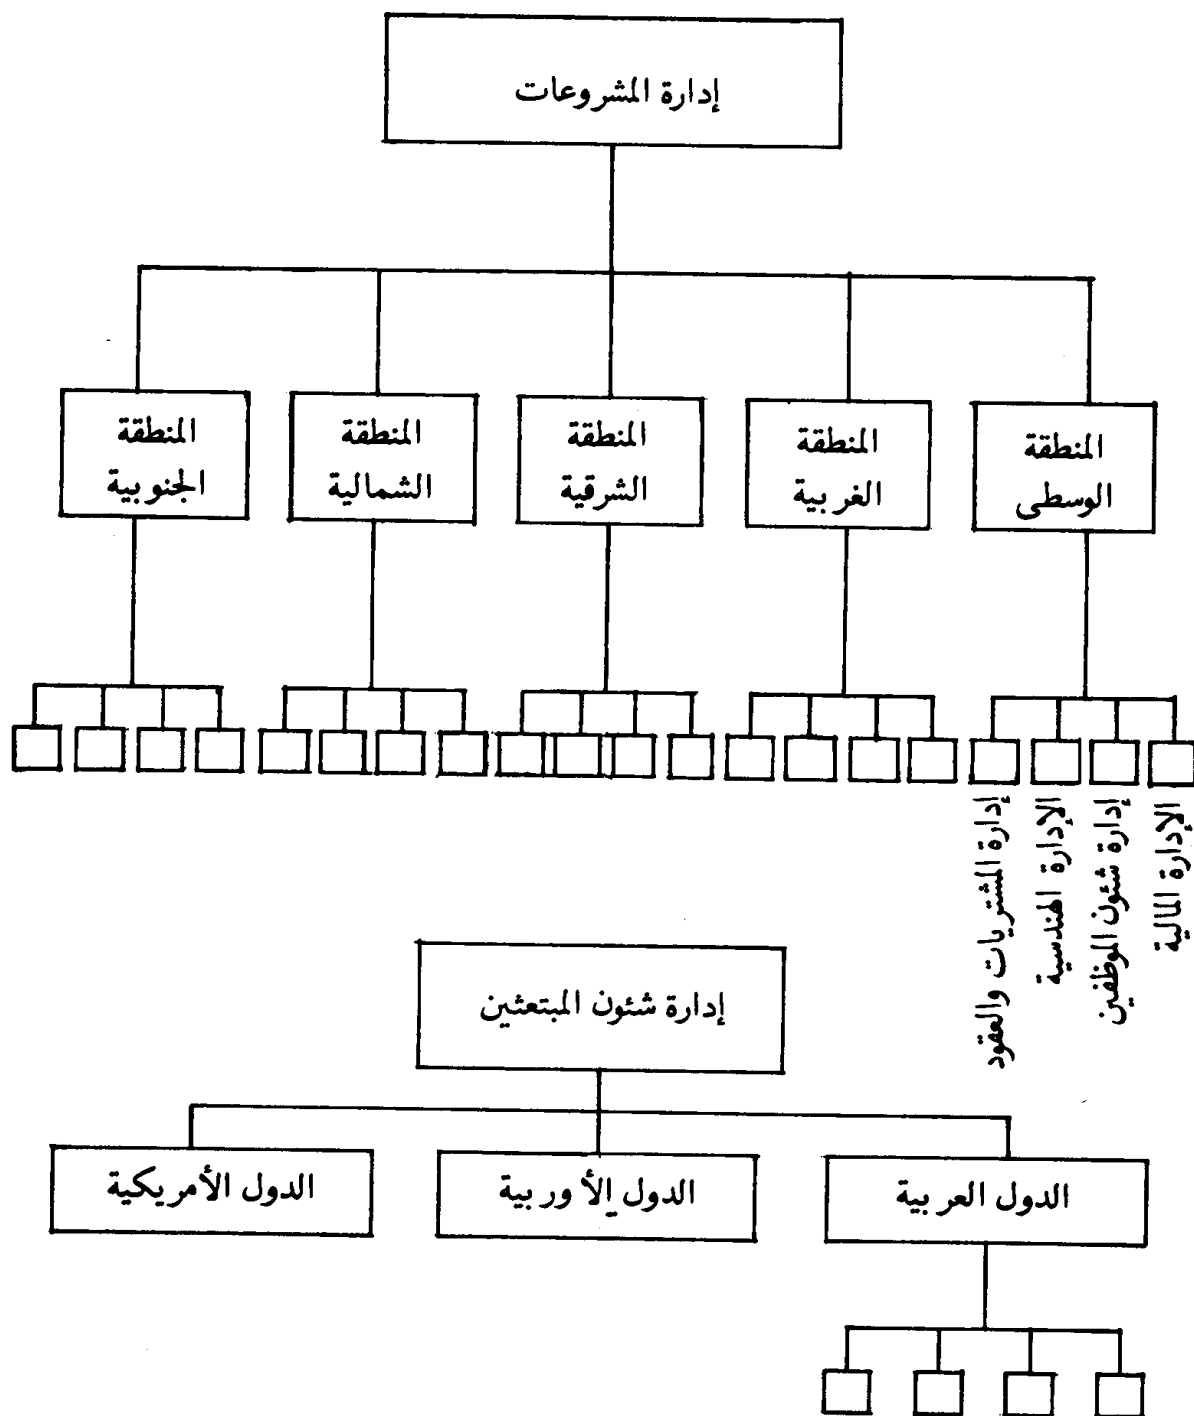 إدارة المشروعات
المنطقة
الوسطى
المنطقة
الغربية
المنطقة
الشرقية
المنطقة
الشمالية
المنطقة
الجنوبية
الإدارة المالية
إدارة شئون الموظفين
الإدارة الهندسية
إدارة المشتريات والعقود
إدارة شئون المبتعثين
الدول العربية
الدول الأوربية
الدول الأمريكية